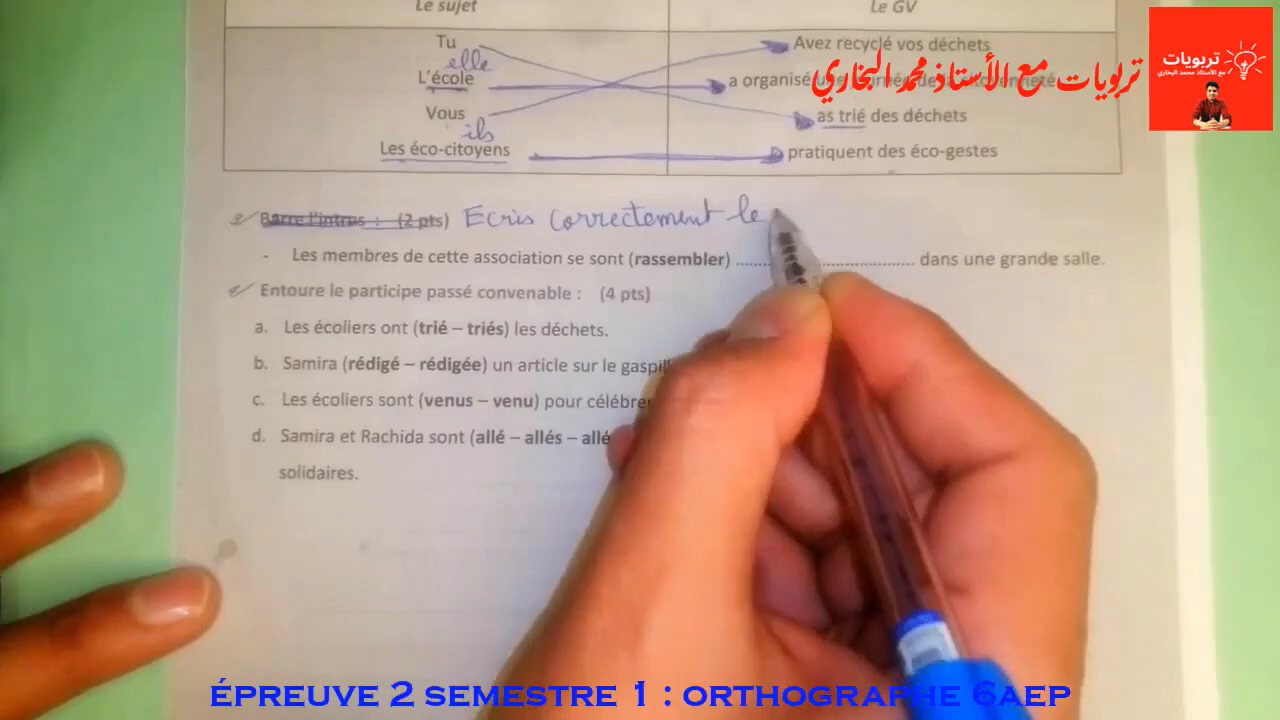 Le sujet
Le GV
Tu
Avez recyclé vos déchets
elle
L'école
a organisé
Vous
as trié des déchets
ils
Les éco-citoyens
pratiquent des éco-gestes
تربويات مع الأستاذ محمد البخاري
تربويات
مع الأستاذ محمد البخاري
Barre l'intrus : (2 pts) Ecris correctement le
- Les membres de cette association se sont (rassembler) .................... dans une grande salle.
Entoure le participe passé convenable : (4 pts)
a. Les écoliers ont (trié – triés) les déchets.
b. Samira (rédigé – rédigée) un article sur le
c. Les écoliers sont (venus – venu) pour
d. Samira et Rachida sont (allé – allés –
solidaires.
ÉPREUVE 2 SEMESTRE 1 : ORTHOGRAPHE 6AEP